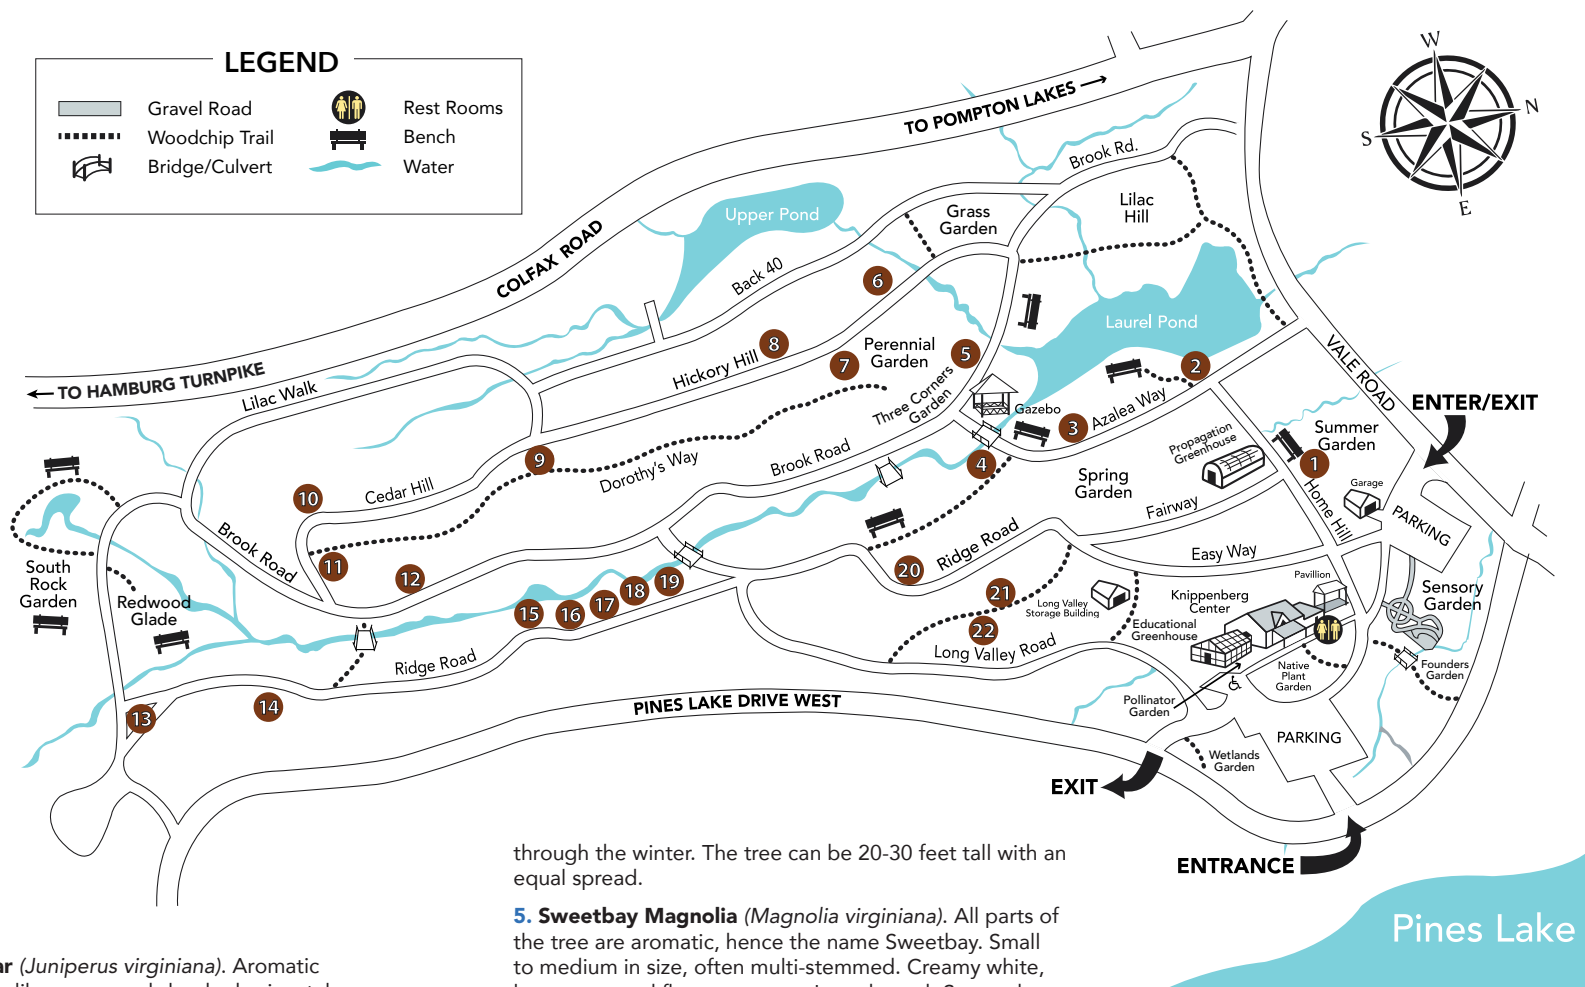 LEGEND
Gravel Road
Rest Rooms
Woodchip Trail
Bench
Bridge/Culvert
Water
W
N
S
E
TO POMPTON LAKES
COLFAX ROAD
TO HAMBURG TURNPIKE
Brook Rd.
Lilac
Hill
Grass
Garden
Upper Pond
Back 40
6
Laurel Pond
8
Hickory Hill
7
Perennial
Garden
5
2
VALE ROAD
ENTER/EXIT
Lilac Walk
Three Corners
Garden
Gazebo
3
Azalea Way
Propagation
Greenhouse
Summer
Garden
1
9
Dorothy's Way
Brook Road
4
Spring
Garden
Home Hill
Garage
PARKING
10
Cedar Hill
Fairway
Brook Road
Ridge Road
Easy Way
South
Rock
Garden
11
12
20
Redwood
Glade
15
16
17
18
19
21
22
Long Valley
Storage Building
Pavillion
Knippenberg
Center
Educational
Greenhouse
Sensory
Garden
Ridge Road
Long Valley Road
Native
Plant
Garden
Founders
Garden
13
14
PINES LAKE DRIVE WEST
Pollinator
Garden
PARKING
Wetlands
Garden
EXIT
ENTRANCE
through the winter. The tree can be 20-30 feet tall with an
equal spread.
5. Sweetbay Magnolia (Magnolia virginiana). All parts of
the tree are aromatic, hence the name Sweetbay. Small
to medium in size, often multi-stemmed. Creamy white,
ar (Juniperus virginiana). Aromatic
Pines Lake